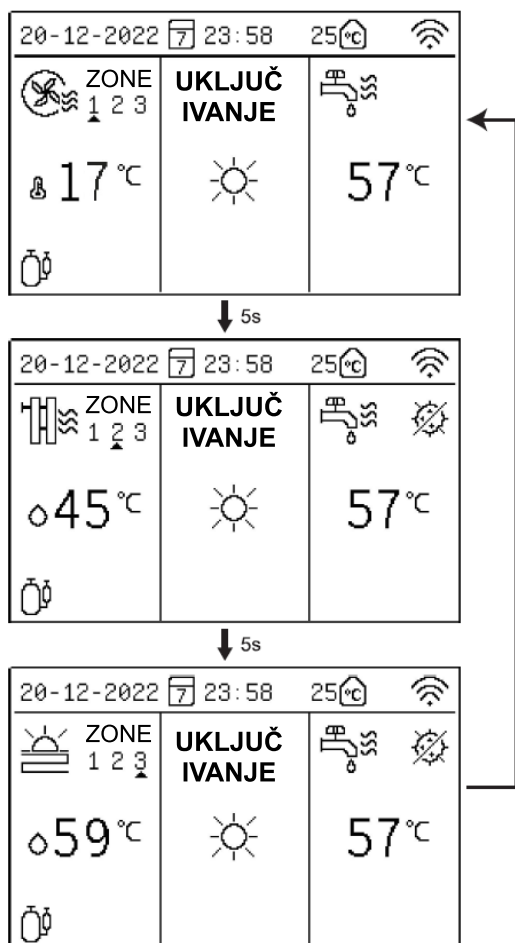 20-12-2022 7 23:58 25°C
ZONE UKLJUČ
1 2 3 IVANJE
17°C 57°C
5s
20-12-2022 7 23:58 25°C
ZONE UKLJUČ
1 2 3 IVANJE
45°C 57°C
5s
20-12-2022 7 23:58 25°C
ZONE UKLJUČ
1 2 3 IVANJE
59°C 57°C